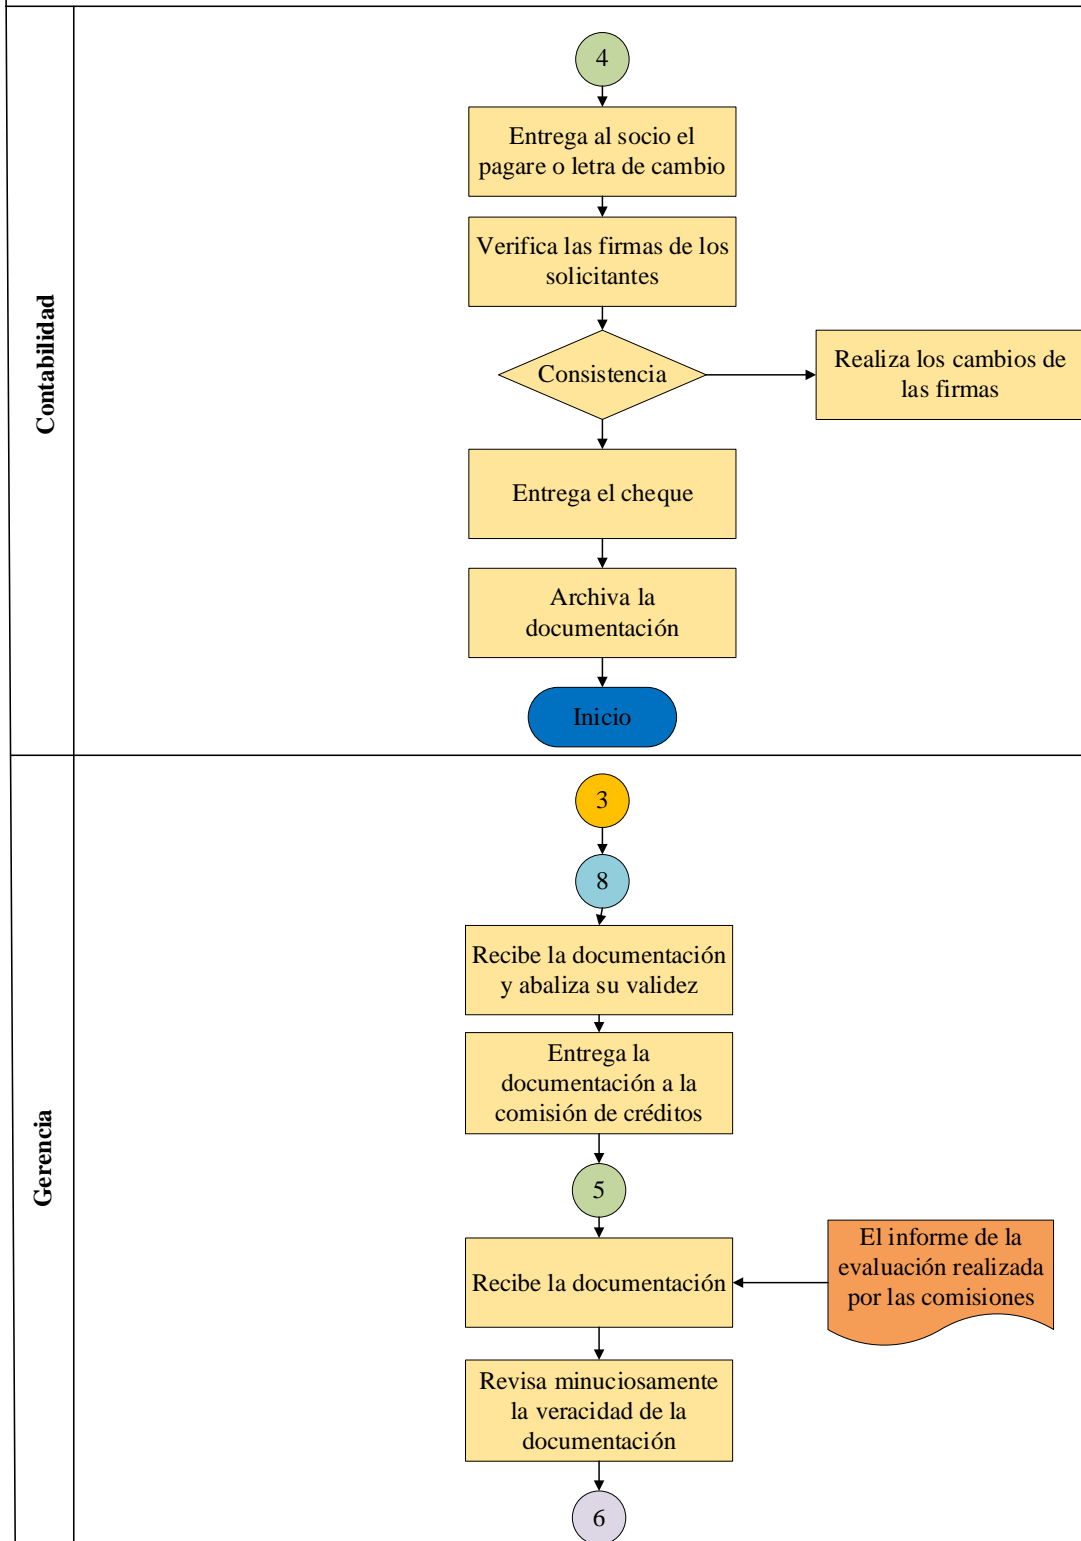 Contabilidad
4
Entrega al socio el
pagare o letra de cambio
Verifica las firmas de los
solicitantes
Consistencia
Realiza los cambios de
las firmas
Entrega el cheque
Archiva la
documentación
Inicio
Gerencia
3
8
Recibe la documentación
y abaliza su validez
Entrega la
documentación a la
comisión de créditos
5
Recibe la documentación
El informe de la
evaluación realizada
por las comisiones
Revisa minuciosamente
la veracidad de la
documentación
6